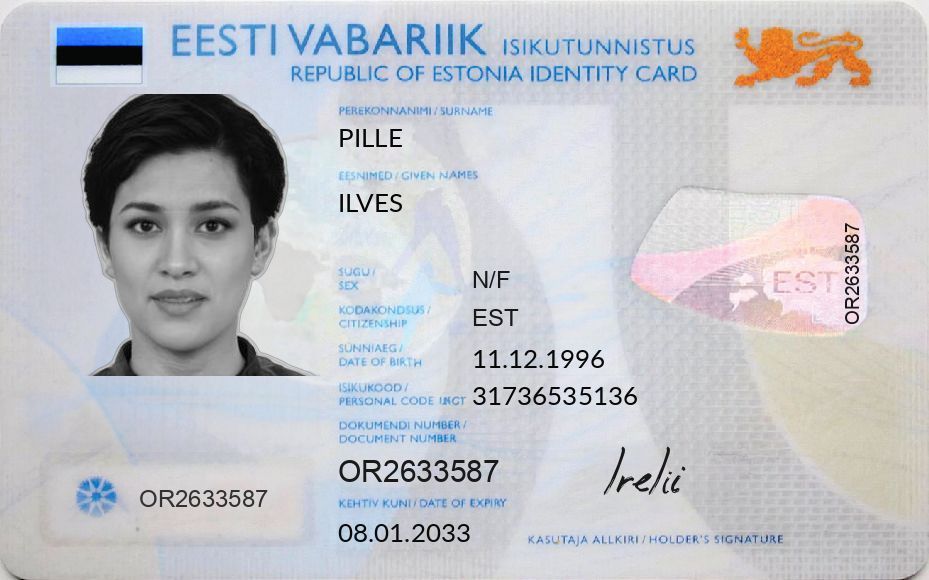 EESTI VABARIIK ISIKUTUNNISTUS
REPUBLIC OF ESTONIA IDENTITY CARD
PEREKONNANIMI / SURNAME
PILLE
EESNIMED / GIVEN NAMES
ILVES
SUGU /
SEX
N/F
KODAKONDSUS /
CITIZENSHIP
EST
SÜNNIAEG /
DATE OF BIRTH
11.12.1996
ISIKUKOOD /
PERSONAL CODE
31736535136
DOKUMENDI NUMBER /
DOCUMENT NUMBER
OR2633587
KEHTIV KUNI / DATE OF EXPIRY
08.01.2033
OR2633587
EST
OR2633587
Irelii
KASUTAJA ALLKIRI / HOLDER'S SIGNATURE